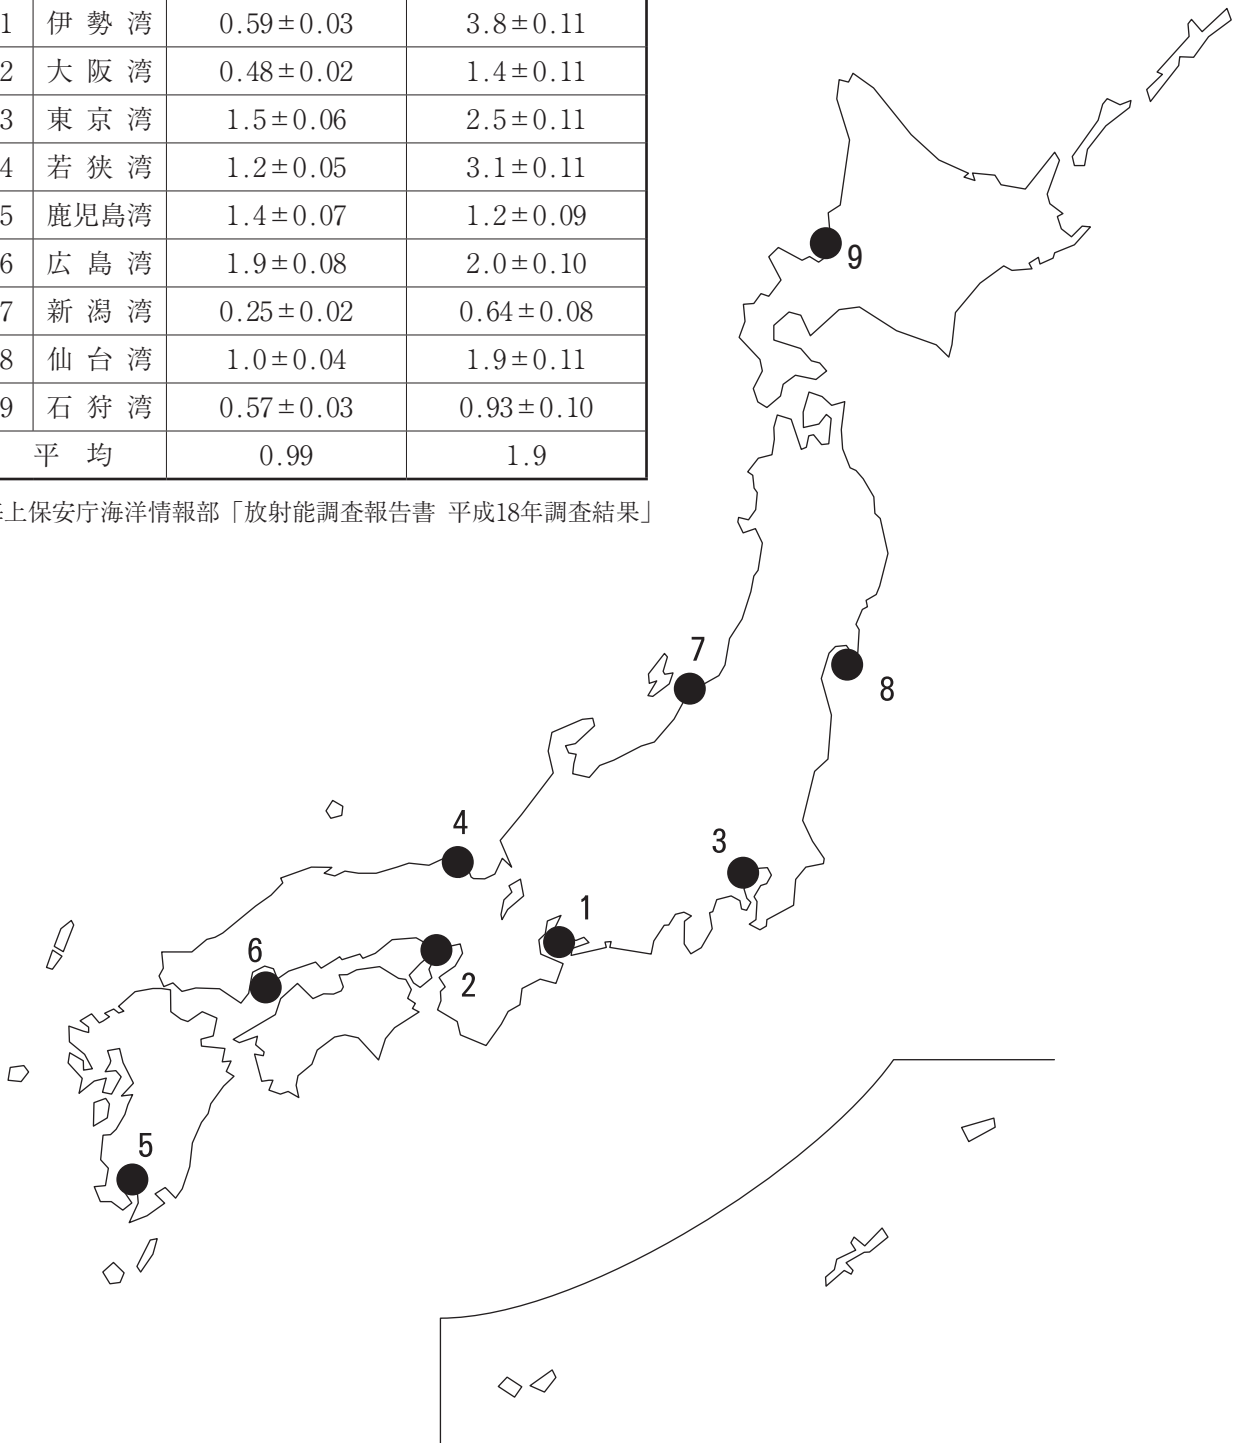 1 伊勢湾 0.59±0.03 3.8±0.11
2 大阪湾 0.48±0.02 1.4±0.11
3 東京湾 1.5±0.06 2.5±0.11
4 若狭湾 1.2±0.05 3.1±0.11
5 鹿児島湾 1.4±0.07 1.2±0.09
6 広島湾 1.9±0.08 2.0±0.10
7 新潟湾 0.25±0.02 0.64±0.08
8 仙台湾 1.0±0.04 1.9±0.11
9 石狩湾 0.57±0.03 0.93±0.10
平均 0.99 1.9
上保安庁海洋情報部「放射能調査報告書 平成18年調査結果」
9
7
8
4
3
1
6
2
5